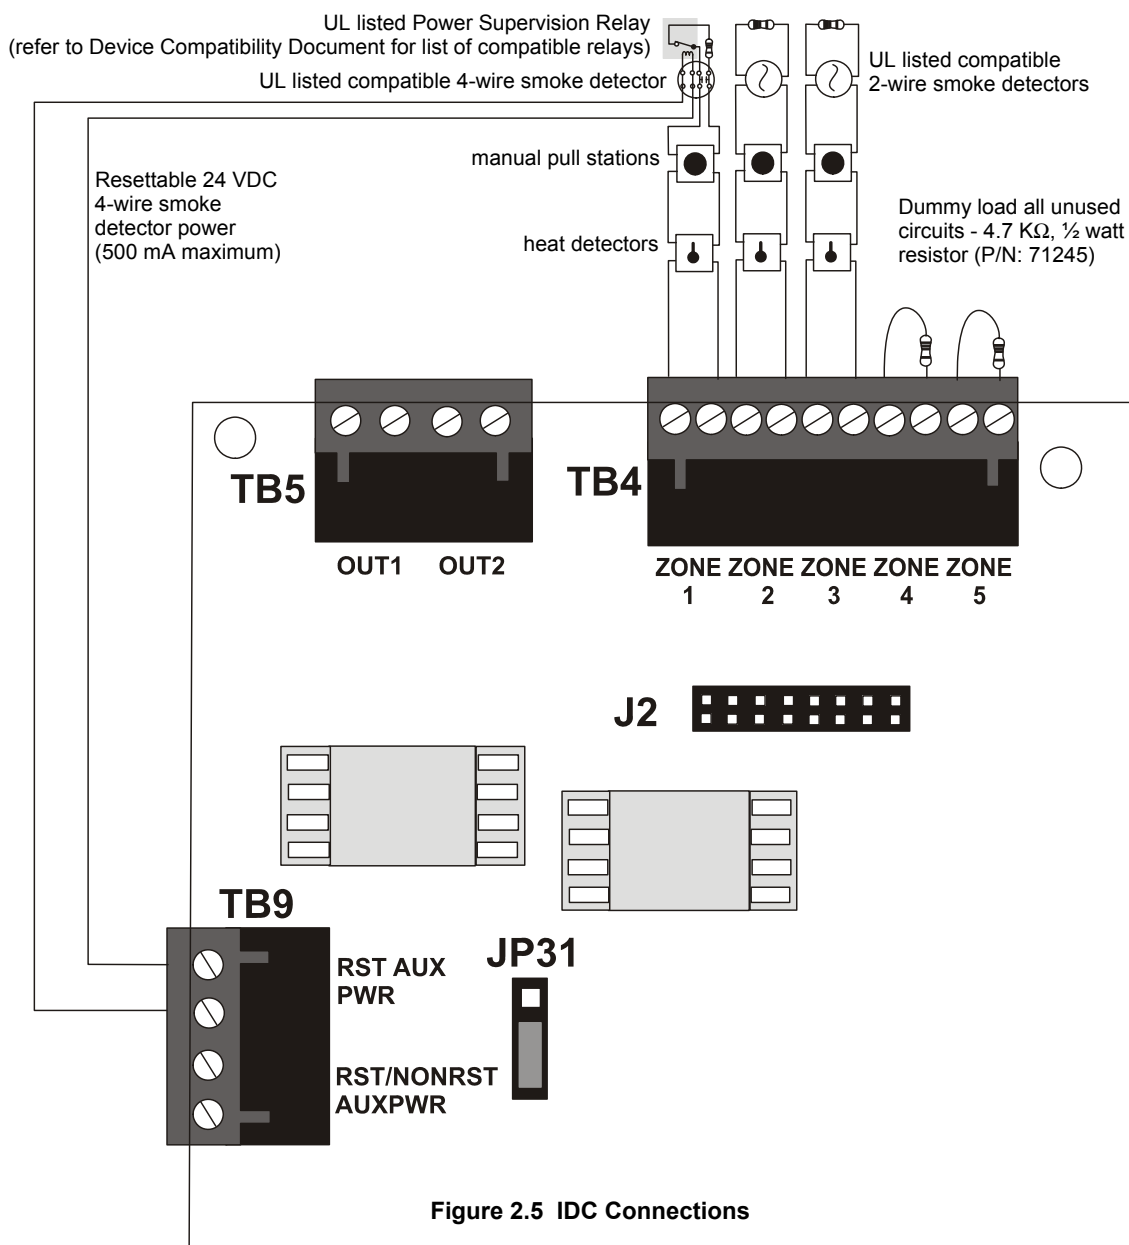 UL listed Power Supervision Relay
(refer to Device Compatibility Document for list of compatible relays)
UL listed compatible 4-wire smoke detector
UL listed compatible
2-wire smoke detectors
manual pull stations
Resettable 24 VDC
4-wire smoke
detector power
(500 mA maximum)
heat detectors
Dummy load all unused
circuits - 4.7 KΩ, ½ watt
resistor (P/N: 71245)
TB5
TB4
OUT1 OUT2
ZONE ZONE ZONE ZONE ZONE
1 2 3 4 5
J2
TB9
JP31
RST AUX
PWR
RST/NONRST
AUXPWR
Figure 2.5 IDC Connections